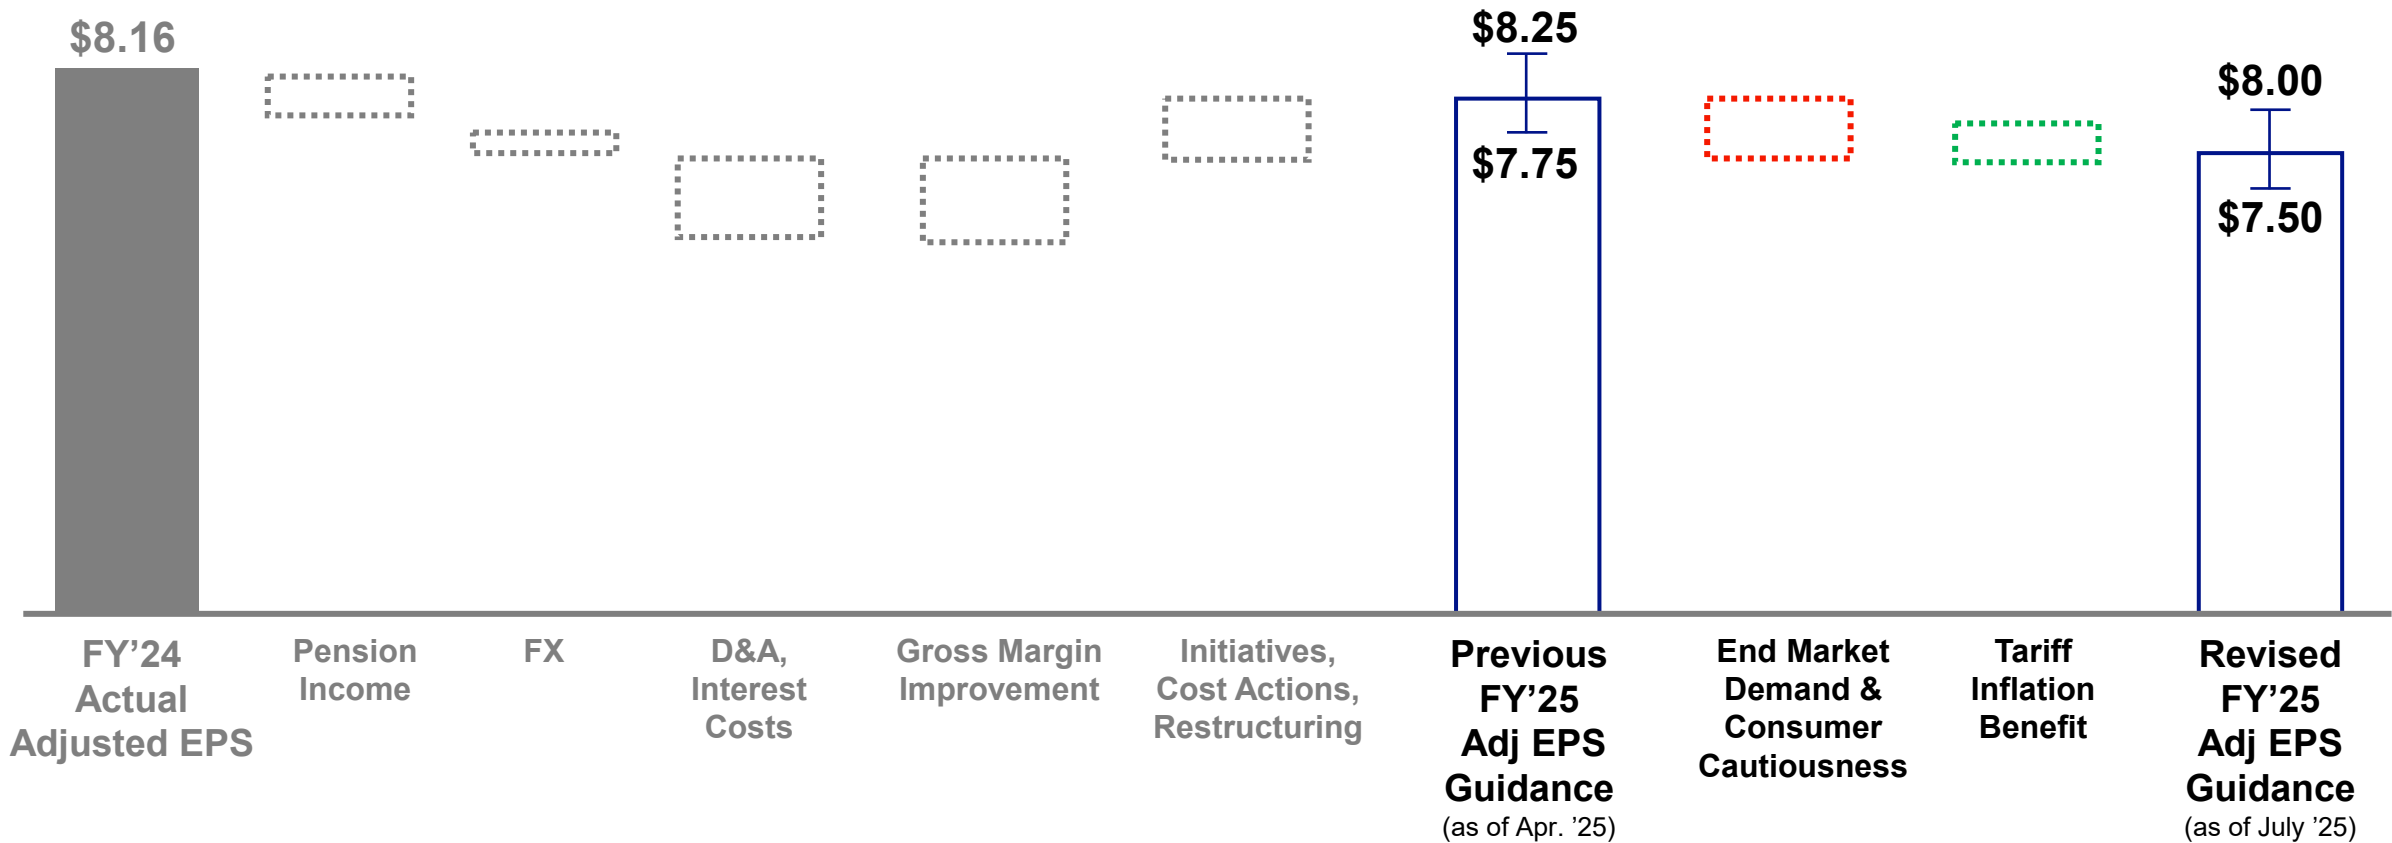 $8.16
$8.25
$7.75
$8.00
$7.50
FY’24
Actual
Adjusted EPS
Pension
Income
FX
D&A,
Interest
Costs
Gross Margin
Improvement
Initiatives,
Cost Actions,
Restructuring
Previous
FY’25
Adj EPS
Guidance
(as of Apr. ’25)
End Market
Demand &
Consumer
Cautiousness
Tariff
Inflation
Benefit
Revised
FY’25
Adj EPS
Guidance
(as of July ’25)